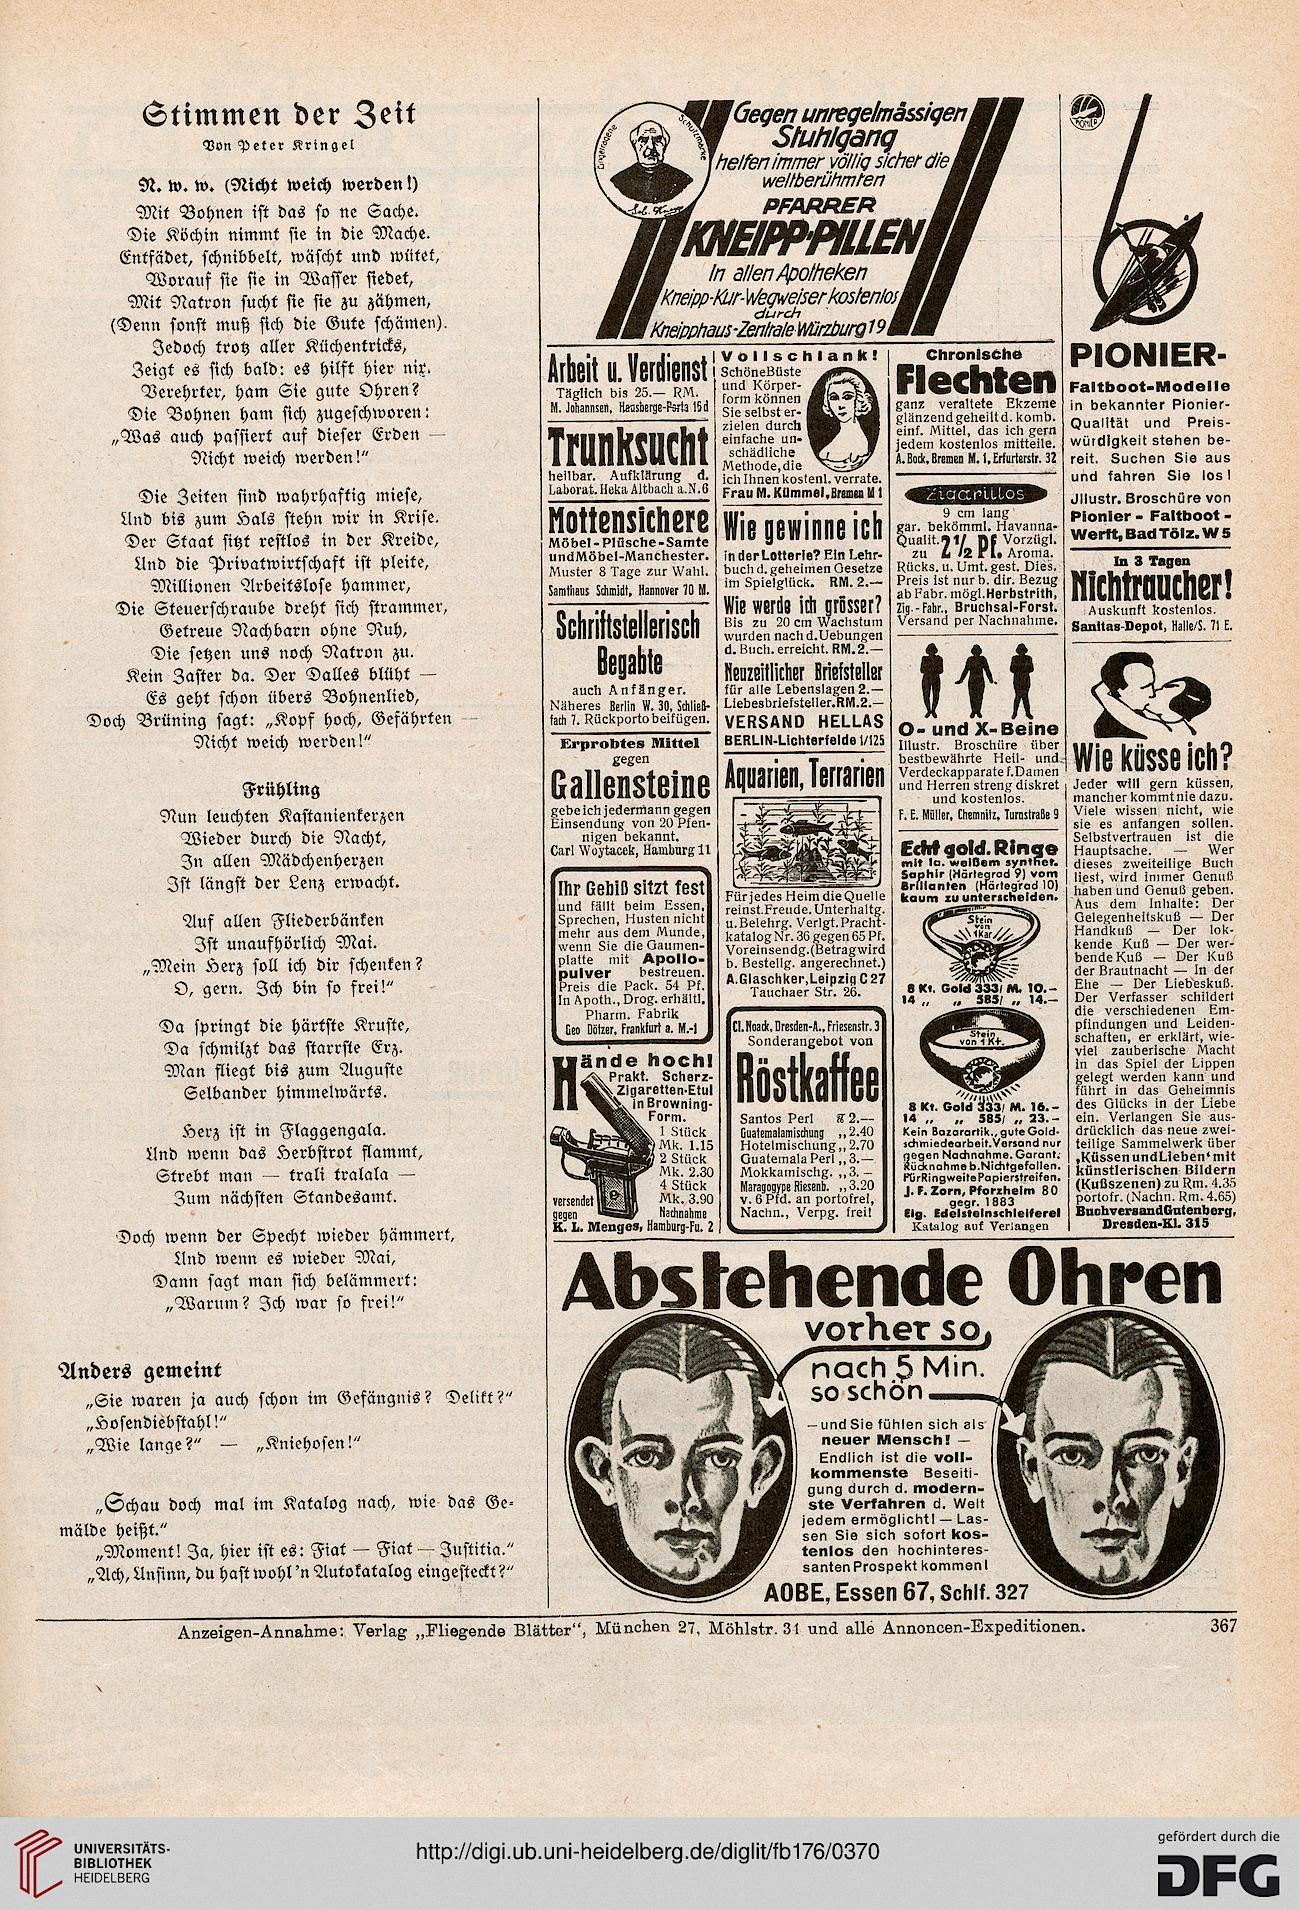 Stimmen der Zeit
Von Peter Kringel
N. w. w. (Nicht weich werden!)
Mit Bohnen ist das so ne Sache.
Die Köchin nimmt sie in die Mache.
Entfädet, schnibbelt, wäscht und wütet,
Worauf sie sie in Wasser siedet,
Mit Natron sucht sie sie zu zähmen,
(Denn sonst muß sich die Gute schämen).
Jedoch trotz aller Küchentricks,
Zeigt es sich bald: es hilft hier nix.
Verehrter, ham Sie gute Ohren?
Die Bohnen ham sich zugeschworen:
„Was auch passiert auf dieser Erden —
Nicht weich werden!“
Die Zeiten sind wahrhaftig miese,
Und bis zum Hals stehn wir in Krise.
Der Staat sitzt restlos in der Kreide,
Und die Privatwirtschaft ist pleite,
Millionen Arbeitslose hammer,
Die Steuerschraube dreht sich strammer,
Getreue Nachbarn ohne Ruh,
Die setzen uns noch Natron zu.
Kein Zaster da. Der Dalles blüht —
Es geht schon übers Bohnenlied,
Doch Brüning sagt: „Kopf hoch, Gefährten —
Nicht weich werden!“
Frühling
Nun leuchten Kastanienkerzen
Wieder durch die Nacht,
In allen Mädchenherzen
Ist längst der Lenz erwacht.
Auf allen Fliederbänken
Ist unaufhörlich Mai.
„Mein Herz soll ich dir schenken?
O, gern. Ich bin so frei!“
Da springt die härtste Kruste,
Da schmilzt das starrste Erz.
Man fliegt bis zum Auguste
Selbander himmelwärts.
Herz ist in Flaggengala.
Und wenn das Herbstrot flammt,
Strebt man — trali tralala —
Zum nächsten Standesamt.
Doch wenn der Specht wieder hämmert,
Und wenn es wieder Mai,
Dann sagt man sich belämmert:
„Warum? Ich war so frei!“
Anders gemeint
„Sie waren ja auch schon im Gefängnis? Delikt?“
„Hosendiebstahl!“
„Wie lange?“ — „Kniehosen!“
„Schau doch mal im Katalog nach, wie das Ge-
mälde heißt.“
„Moment! Ja, hier ist es: Fiat — Fiat — Justitia.“
„Ach, Unsinn, du hast wohl 'n Autokatalog eingesteckt?“
Eingetragene Schutzmarke
Seb. Kneipp
Gegen unregelmässigen
Stuhlgang
helfen immer völlig sicher die
weltberühmten
PFARRER
KNEIPP-PILLEN
In allen Apotheken
Kneipp-Kur-Wegweiser kostenlos
durch
Kneipphaus-Zentrale-Würzburg 19
Arbeit u. Verdienst
Täglich bis 25.— RM.
M. Johannsen, Hausberge-Porta 16 d
Trunksucht
heilbar. Aufklärung d.
Laborat. Heka Altbach a. N. 6
Mottensichere
Möbel-Plüsche-Samte
und Möbel-Manchester.
Muster 8 Tage zur Wahl.
Samthaus Schmidt, Hannover 70 M.
Schriftstellerisch
Begabte
auch Anfänger.
Näheres Berlin W. 30, Schließ-
fach 7. Rückporto beifügen.
Erprobtes Mittel
gegen
Gallensteine
gebe ich jedermann gegen
Einsendung von 20 Pfen-
nigen bekannt.
Carl Woytacek, Hamburg 11
Ihr Gebiß sitzt fest
und fällt beim Essen,
Sprechen, Husten nicht
mehr aus dem Munde,
wenn Sie die Gaumen-
platte mit Apollo-
pulver bestreuen.
Preis die Pack. 54 Pf.
In Apoth., Drog. erhältl.
Pharm. Fabrik
Geo Dötzer, Frankfurt a. M.-1
Hände hoch!
Prakt. Scherz-
Zigaretten-Etui
in Browning-
Form.
1 Stück
Mk. 1.15
2 Stück
Mk. 2.30
4 Stück
Mk. 3.90
versendet
gegen Nachnahme
K. L. Menges, Hamburg-Fu. 2
Vollschlank!
Schöne Büste
und Körper-
form können
Sie selbst er-
zielen durch
einfache un-
schädliche
Methode, die
ich Ihnen kostenl. verrate.
Frau M. Kümmel, Bremen M 1
Wie gewinne ich
in der Lotterie? Ein Lehr-
buch d. geheimen Gesetze
im Spielglück. RM. 2.—
Wie werde ich grösser?
Bis zu 20 cm Wachstum
wurden nach d. Uebungen
d. Buch. erreicht. RM. 2.—
Neuzeitlicher Briefsteller
für alle Lebenslagen 2.—
Liebesbriefsteller. RM. 2.—
VERSAND HELLAS
BERLIN-Lichterfelde 1/125
Aquarien, Terrarien
Für jedes Heim die Quelle
reinst. Freude. Unterhaltg.
u. Belehrg. Verlgt. Pracht-
katalog Nr. 36 gegen 65 Pf.
Voreinsendg. (Betrag wird
b. Bestellg. angerechnet.)
A. Glaschker, Leipzig C 27
Tauchaer Str. 26.
Cl. Noack, Dresden-A., Friesenstr. 3
Sonderangebot von
Röstkaffee
Santos Perl ℔ 2.—
Guatemalamischung „ 2.40
Hotelmischung „ 2.70
Guatemala Perl „ 3.—
Mokkamischg. „ 3.—
Maragogype Riesenb. „ 3.20
v. 6 Pfd. an portofrei,
Nachn., Verpg. frei!
Chronische
Flechten
ganz veraltete Ekzeme
glänzend geheilt d. komb.
einf. Mittel, das ich gern
jedem kostenlos mitteile.
A. Bock, Bremen M. 1, Erfurterstr. 32
Zigarillos
9 cm lang
gar. bekömml. Havanna-
Qualit. zu 2½ Pf. Vorzügl. Aroma.
Rücks. u. Umt. gest. Dies.
Preis ist nur b. dir. Bezug
ab Fabr. mögl. Herbstrith,
Zig.-Fabr., Bruchsal-Forst.
Versand per Nachnahme.
O- und X-Beine
Illustr. Broschüre über
bestbewährte Heil- und
Verdeckapparate f. Damen
und Herren streng diskret
und kostenlos.
F. E. Müller, Chemnitz, Turnstraße 9
Echt gold. Ringe
mit la. weißem synthet.
Saphir (Härtegrad 9) vom
Brillanten (Härtegrad 10)
kaum zu unterscheiden.
Stein
von
1 Kar.
8 Kt. Gold 333/ M. 10.–
14 „ „ 585/ „ 14.–
Stein
von 1 Kt.
8 Kt. Gold 333/ M. 16.–
14 „ „ 585/ „ 23.–
Kein Bazarartik., gute Gold-
schmiedearbeit. Versand nur
gegen Nachnahme. Garant.:
Rücknahme b. Nichtgefallen.
Für Ringweite Papierstreifen.
J. F. Zorn, Pforzheim 80
gegr. 1883
Eig. Edelsteinschleiferei
Katalog auf Verlangen
PIONIER
PIONIER-
Faltboot-Modelle
in bekannter Pionier-
Qualität und Preis-
würdigkeit stehen be-
reit. Suchen Sie aus
und fahren Sie los!
Jllustr. Broschüre von
Pionier - Faltboot -
Werft, Bad Tölz. W 5
In 3 Tagen
Nichtraucher!
Auskunft kostenlos.
Sanitas-Depot, Halle/S. 71 E.
Wie küsse ich?
Jeder will gern küssen,
mancher kommt nie dazu.
Viele wissen nicht, wie
sie es anfangen sollen.
Selbstvertrauen ist die
Hauptsache. — Wer
dieses zweiteilige Buch
liest, wird immer Genuß
haben und Genuß geben.
Aus dem Inhalte: Der
Gelegenheitskuß — Der
Handkuß — Der lok-
kende Kuß — Der wer-
bende Kuß — Der Kuß
der Brautnacht — In der
Ehe — Der Liebeskuß.
Der Verfasser schildert
die verschiedenen Em-
pfindungen und Leiden-
schaften, er erklärt, wie-
viel zauberische Macht
in das Spiel der Lippen
gelegt werden kann und
führt in das Geheimnis
des Glücks in der Liebe
ein. Verlangen Sie aus-
drücklich das neue zwei-
teilige Sammelwerk über
‚Küssen und Lieben‘ mit
künstlerischen Bildern
(Kußszenen) zu Rm. 4.35
portofr. (Nachn. Rm. 4.65)
Buchversand Gutenberg,
Dresden-Kl. 315
Abstehende Ohren
vorher so,
nach 5 Min.
so schön
— und Sie fühlen sich als
neuer Mensch! —
Endlich ist die voll-
kommenste Beseiti-
gung durch d. modern-
ste Verfahren d. Welt
jedem ermöglicht! — Las-
sen Sie sich sofort kos-
tenlos den hochinteres-
santen Prospekt kommen!
AOBE, Essen 67, Schlf. 327
Anzeigen-Annahme: Verlag „Fliegende Blätter“, München 27, Möhlstr. 34 und alle Annoncen-Expeditionen.
367
UNIVERSITÄTS-
BIBLIOTHEK
HEIDELBERG
http://digi.ub.uni-heidelberg.de/diglit/fb176/0370
gefördert durch die
DFG